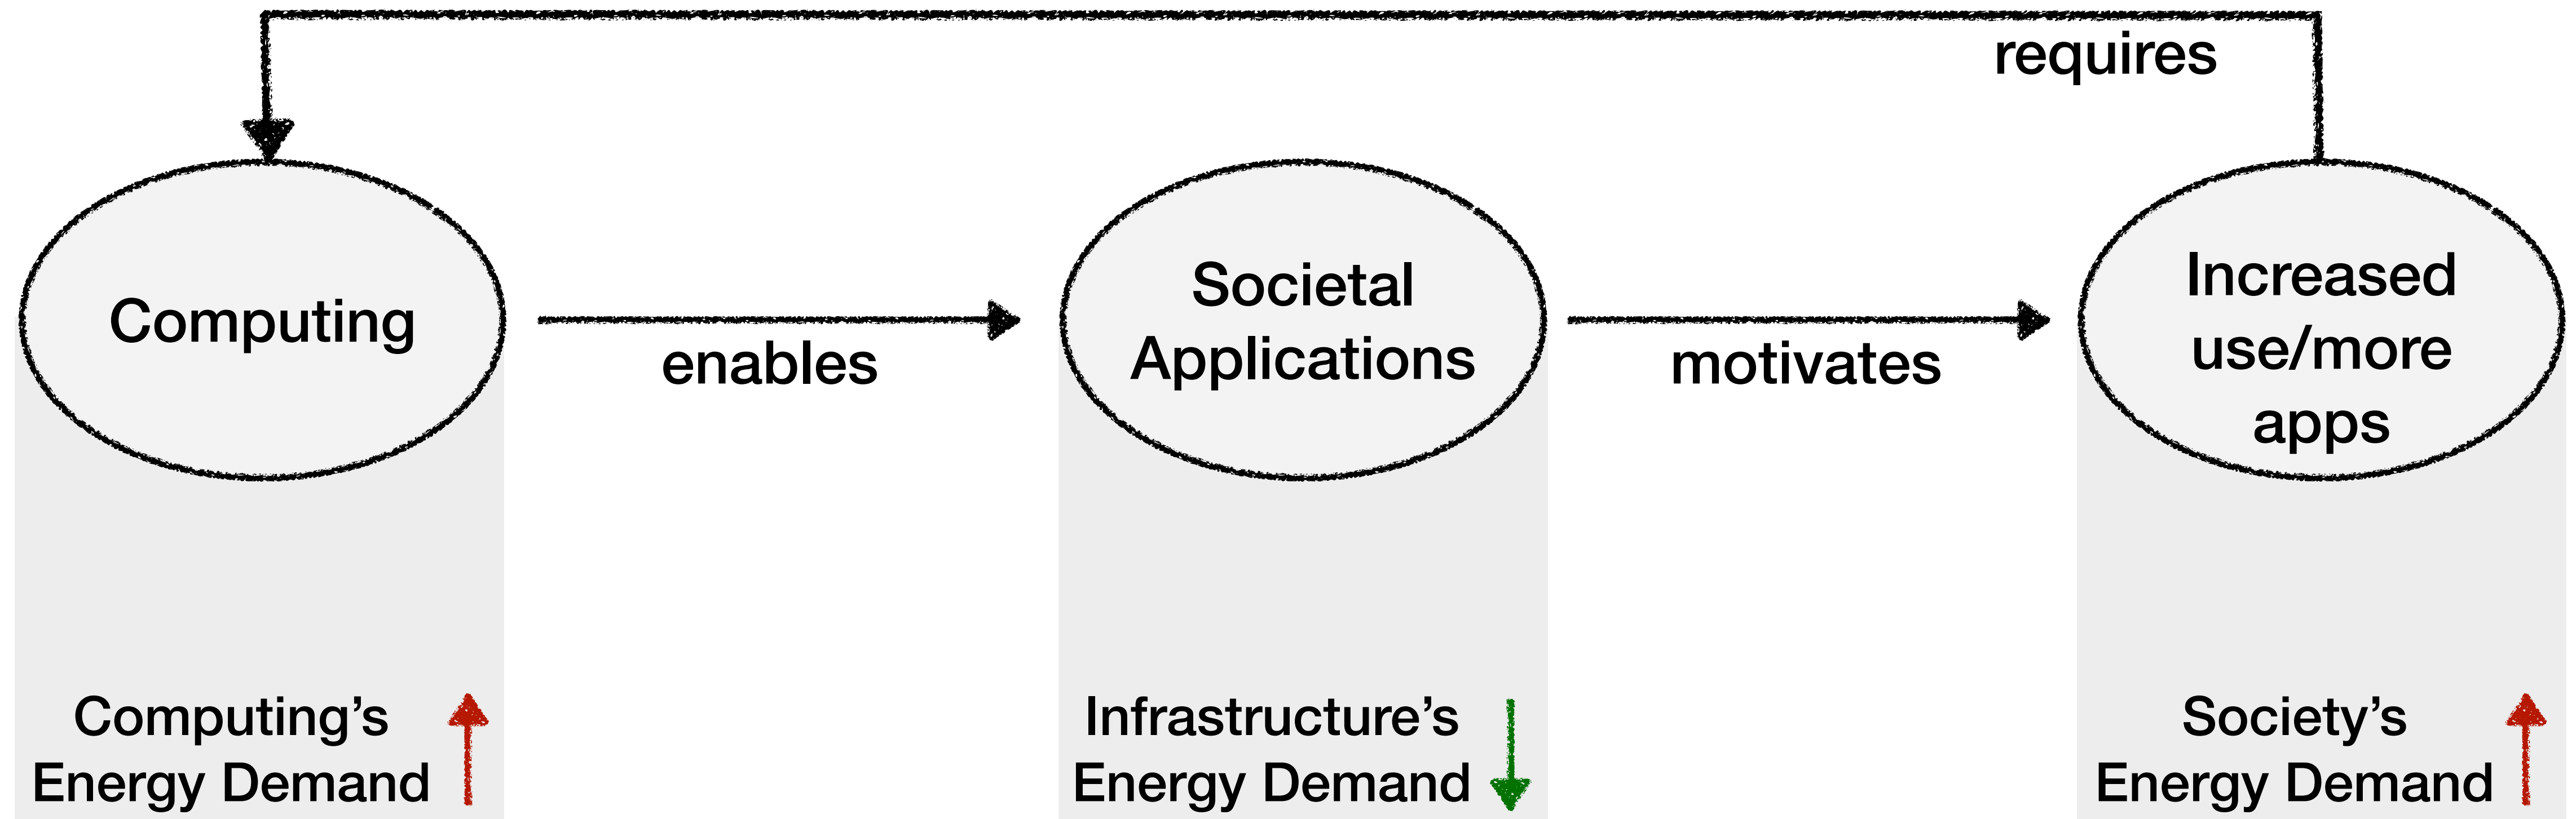 requires
Computing
enables
Societal
Applications
motivates
Increased
use/more
apps
Computing’s
Energy Demand
Infrastructure’s
Energy Demand
Society’s
Energy Demand